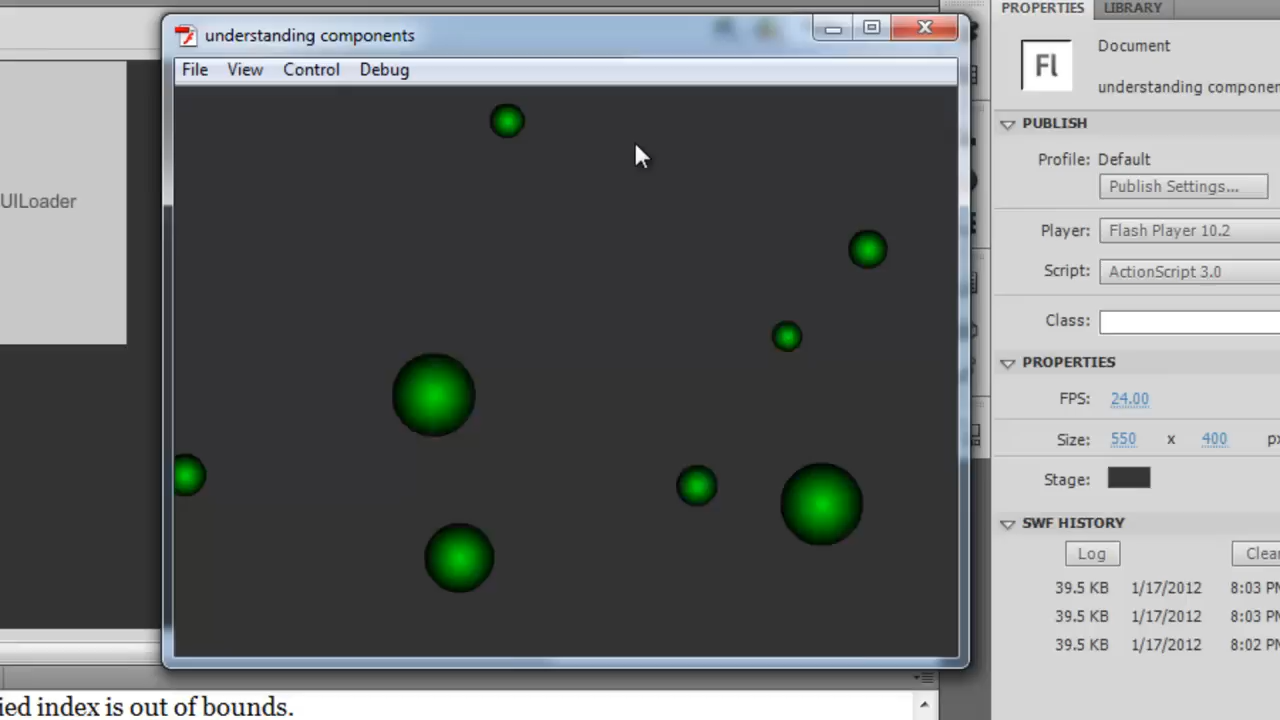 understanding components
File View Control Debug
UILoader
PROPERTIES LIBRARY
Fl
Document
understanding componen
PUBLISH
Profile: Default
Publish Settings...
Player: Flash Player 10.2
Script: ActionScript 3.0
Class:
PROPERTIES
FPS: 24.00
Size: 550 x 400 px
Stage:
SWF HISTORY
Log Clear
39.5 KB 1/17/2012 8:03 PM
39.5 KB 1/17/2012 8:03 PM
39.5 KB 1/17/2012 8:02 PM
ied index is out of bounds.